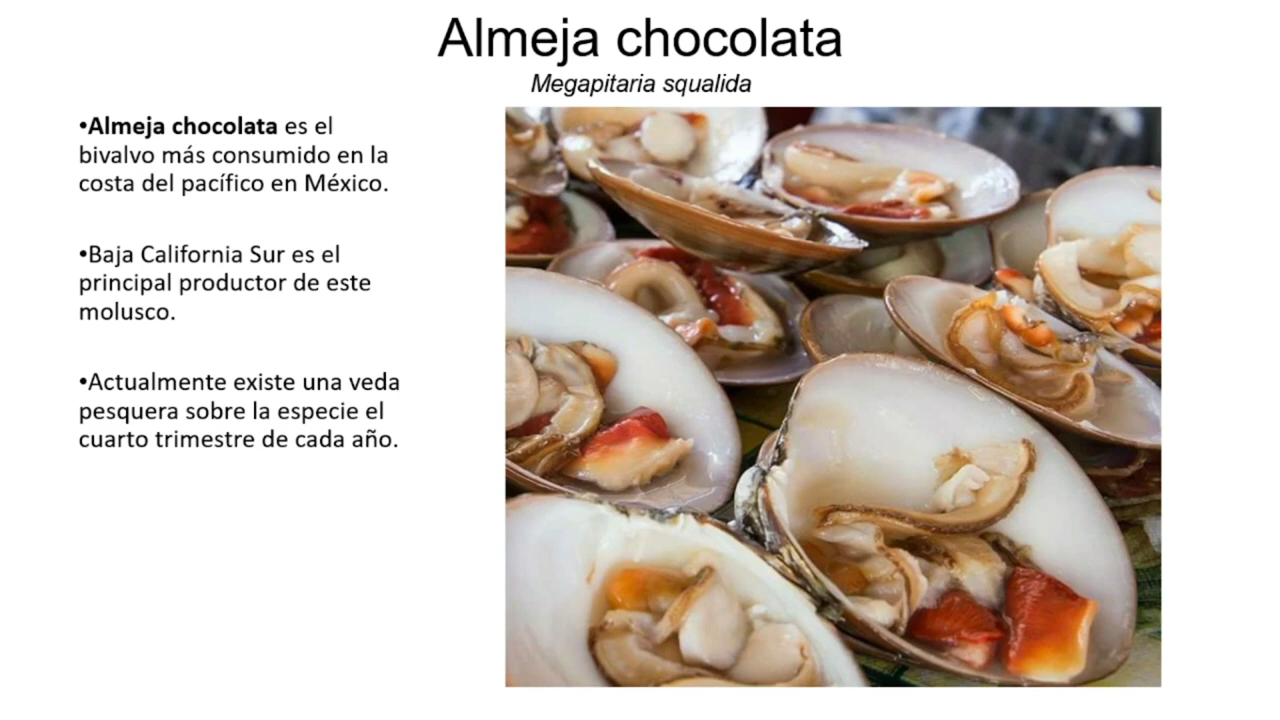 Almeja chocolata
Megapitaria squalida
•Almeja chocolata es el
bivalvo más consumido en la
costa del pacífico en México.
•Baja California Sur es el
principal productor de este
molusco.
•Actualmente existe una veda
pesquera sobre la especie el
cuarto trimestre de cada año.